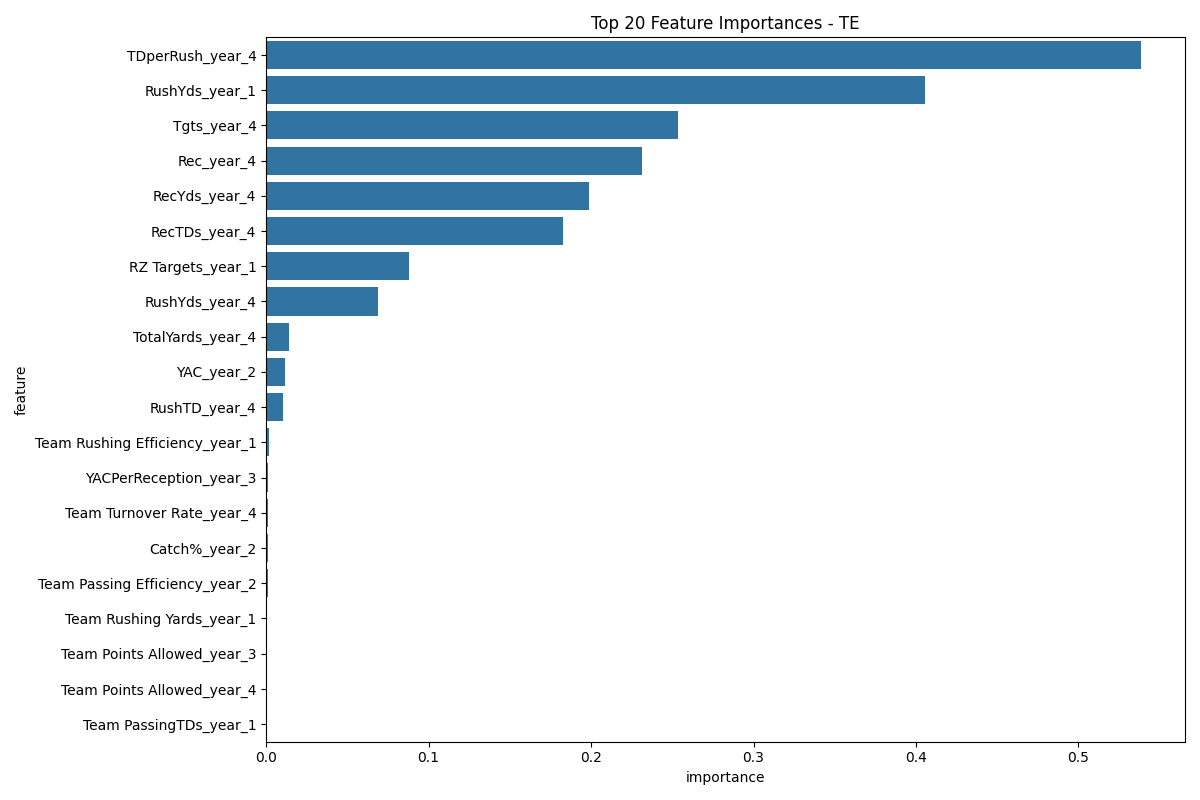 Top 20 Feature Importances - TE
TDperRush_year_4
RushYds_year_1
Tgts_year_4
Rec_year_4
RecYds_year_4
RecTDs_year_4
RZ Targets_year_1
RushYds_year_4
TotalYards_year_4
YAC_year_2
RushTD_year_4
Team Rushing Efficiency_year_1
YACPerReception_year_3
Team Turnover Rate_year_4
Catch%_year_2
Team Passing Efficiency_year_2
Team Rushing Yards_year_1
Team Points Allowed_year_3
Team Points Allowed_year_4
Team PassingTDs_year_1
feature
0.0 0.1 0.2 0.3 0.4 0.5
importance